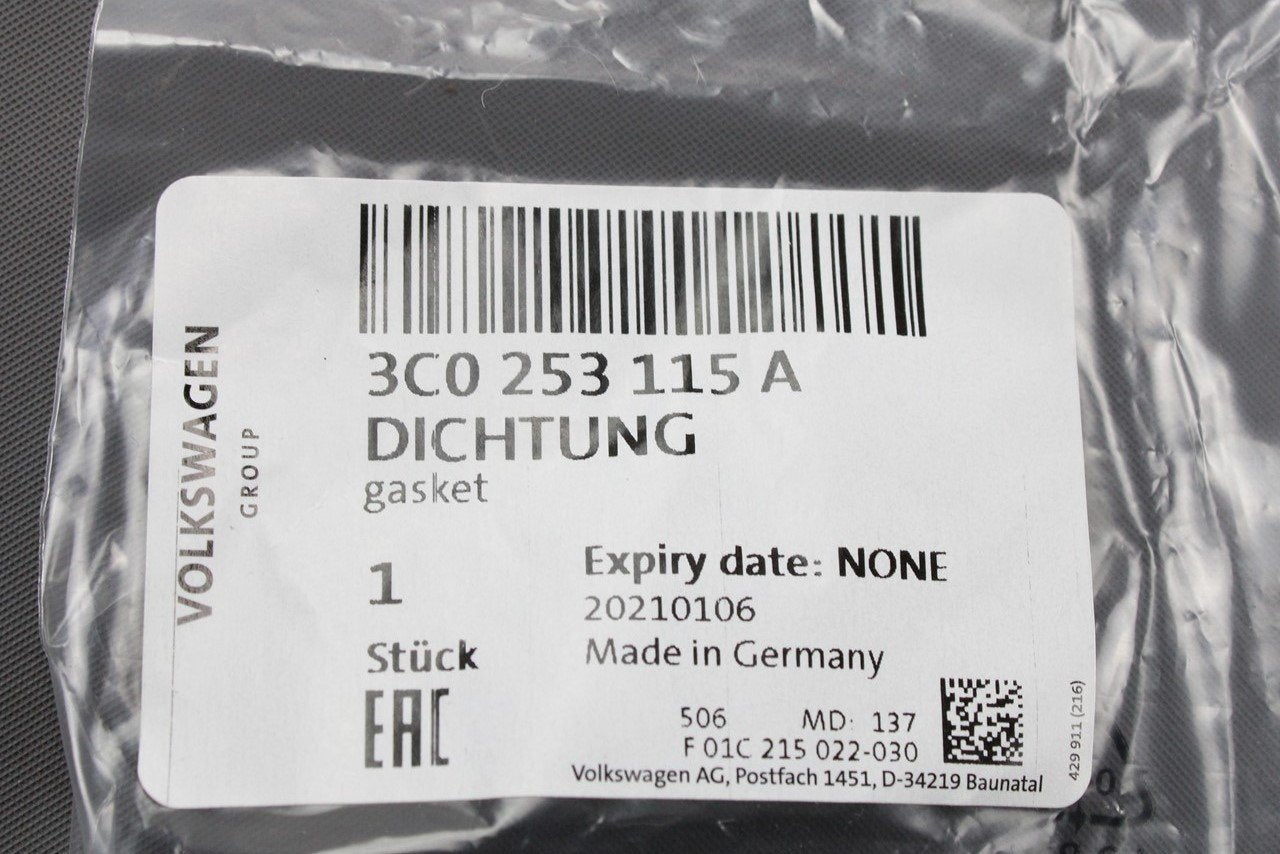 VOLKSWAGEN
GROUP
3C0 253 115 A
DICHTUNG
gasket
1
Stück
EAC
Expiry date: NONE
20210106
Made in Germany
506 MD: 137
F 01C 215 022-030
Volkswagen AG, Postfach 1451, D-34219 Baunatal
429 911 (216)